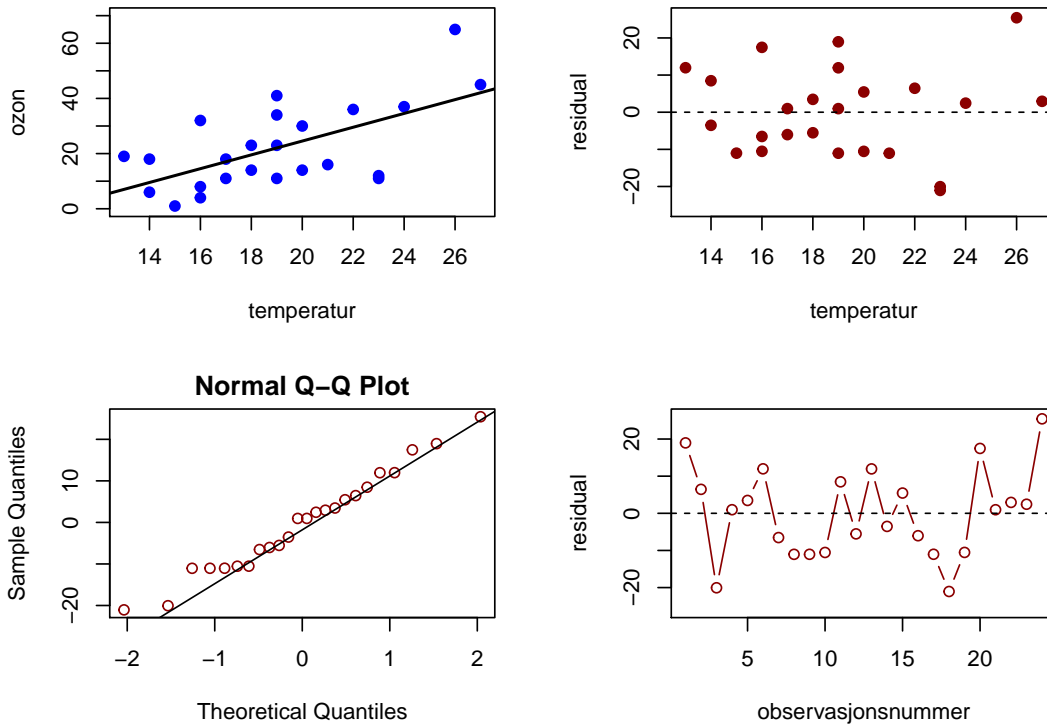 ozon
0 20 40 60
14 16 18 20 22 24 26
temperatur
residual
−20 0 20
14 16 18 20 22 24 26
temperatur
Normal Q−Q Plot
Sample Quantiles
−20 0 10
−2 −1 0 1 2
Theoretical Quantiles
residual
−20 0 20
5 10 15 20
observasjonsnummer